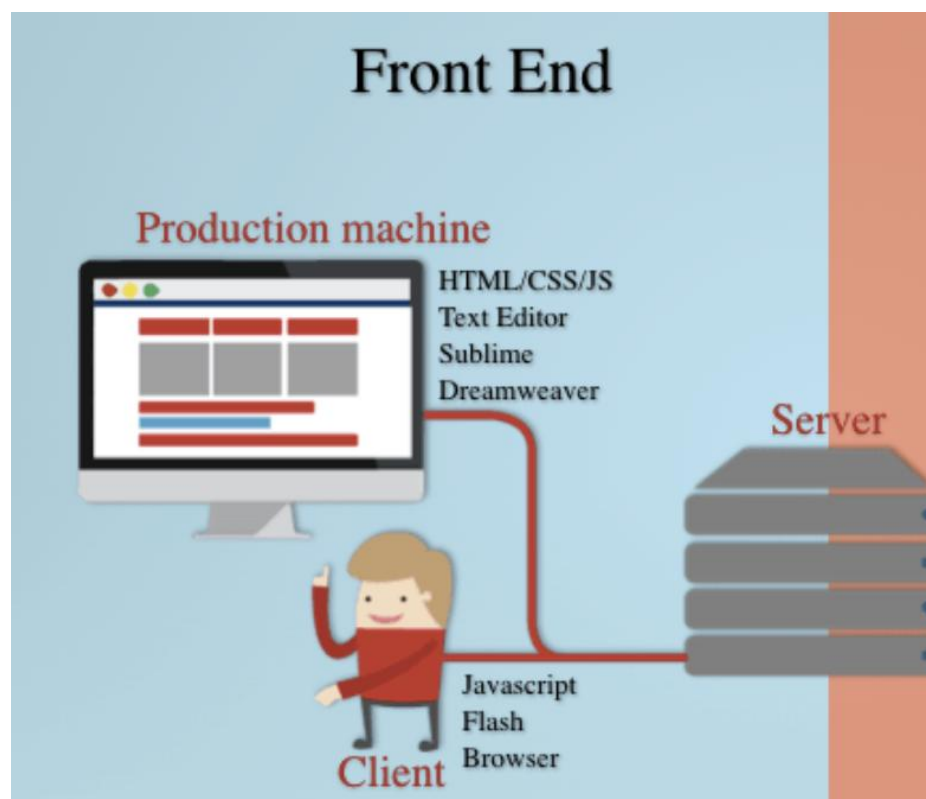 Front End
Production machine
HTML/CSS/JS
Text Editor
Sublime
Dreamweaver
Server
Javascript
Flash
Browser
Client